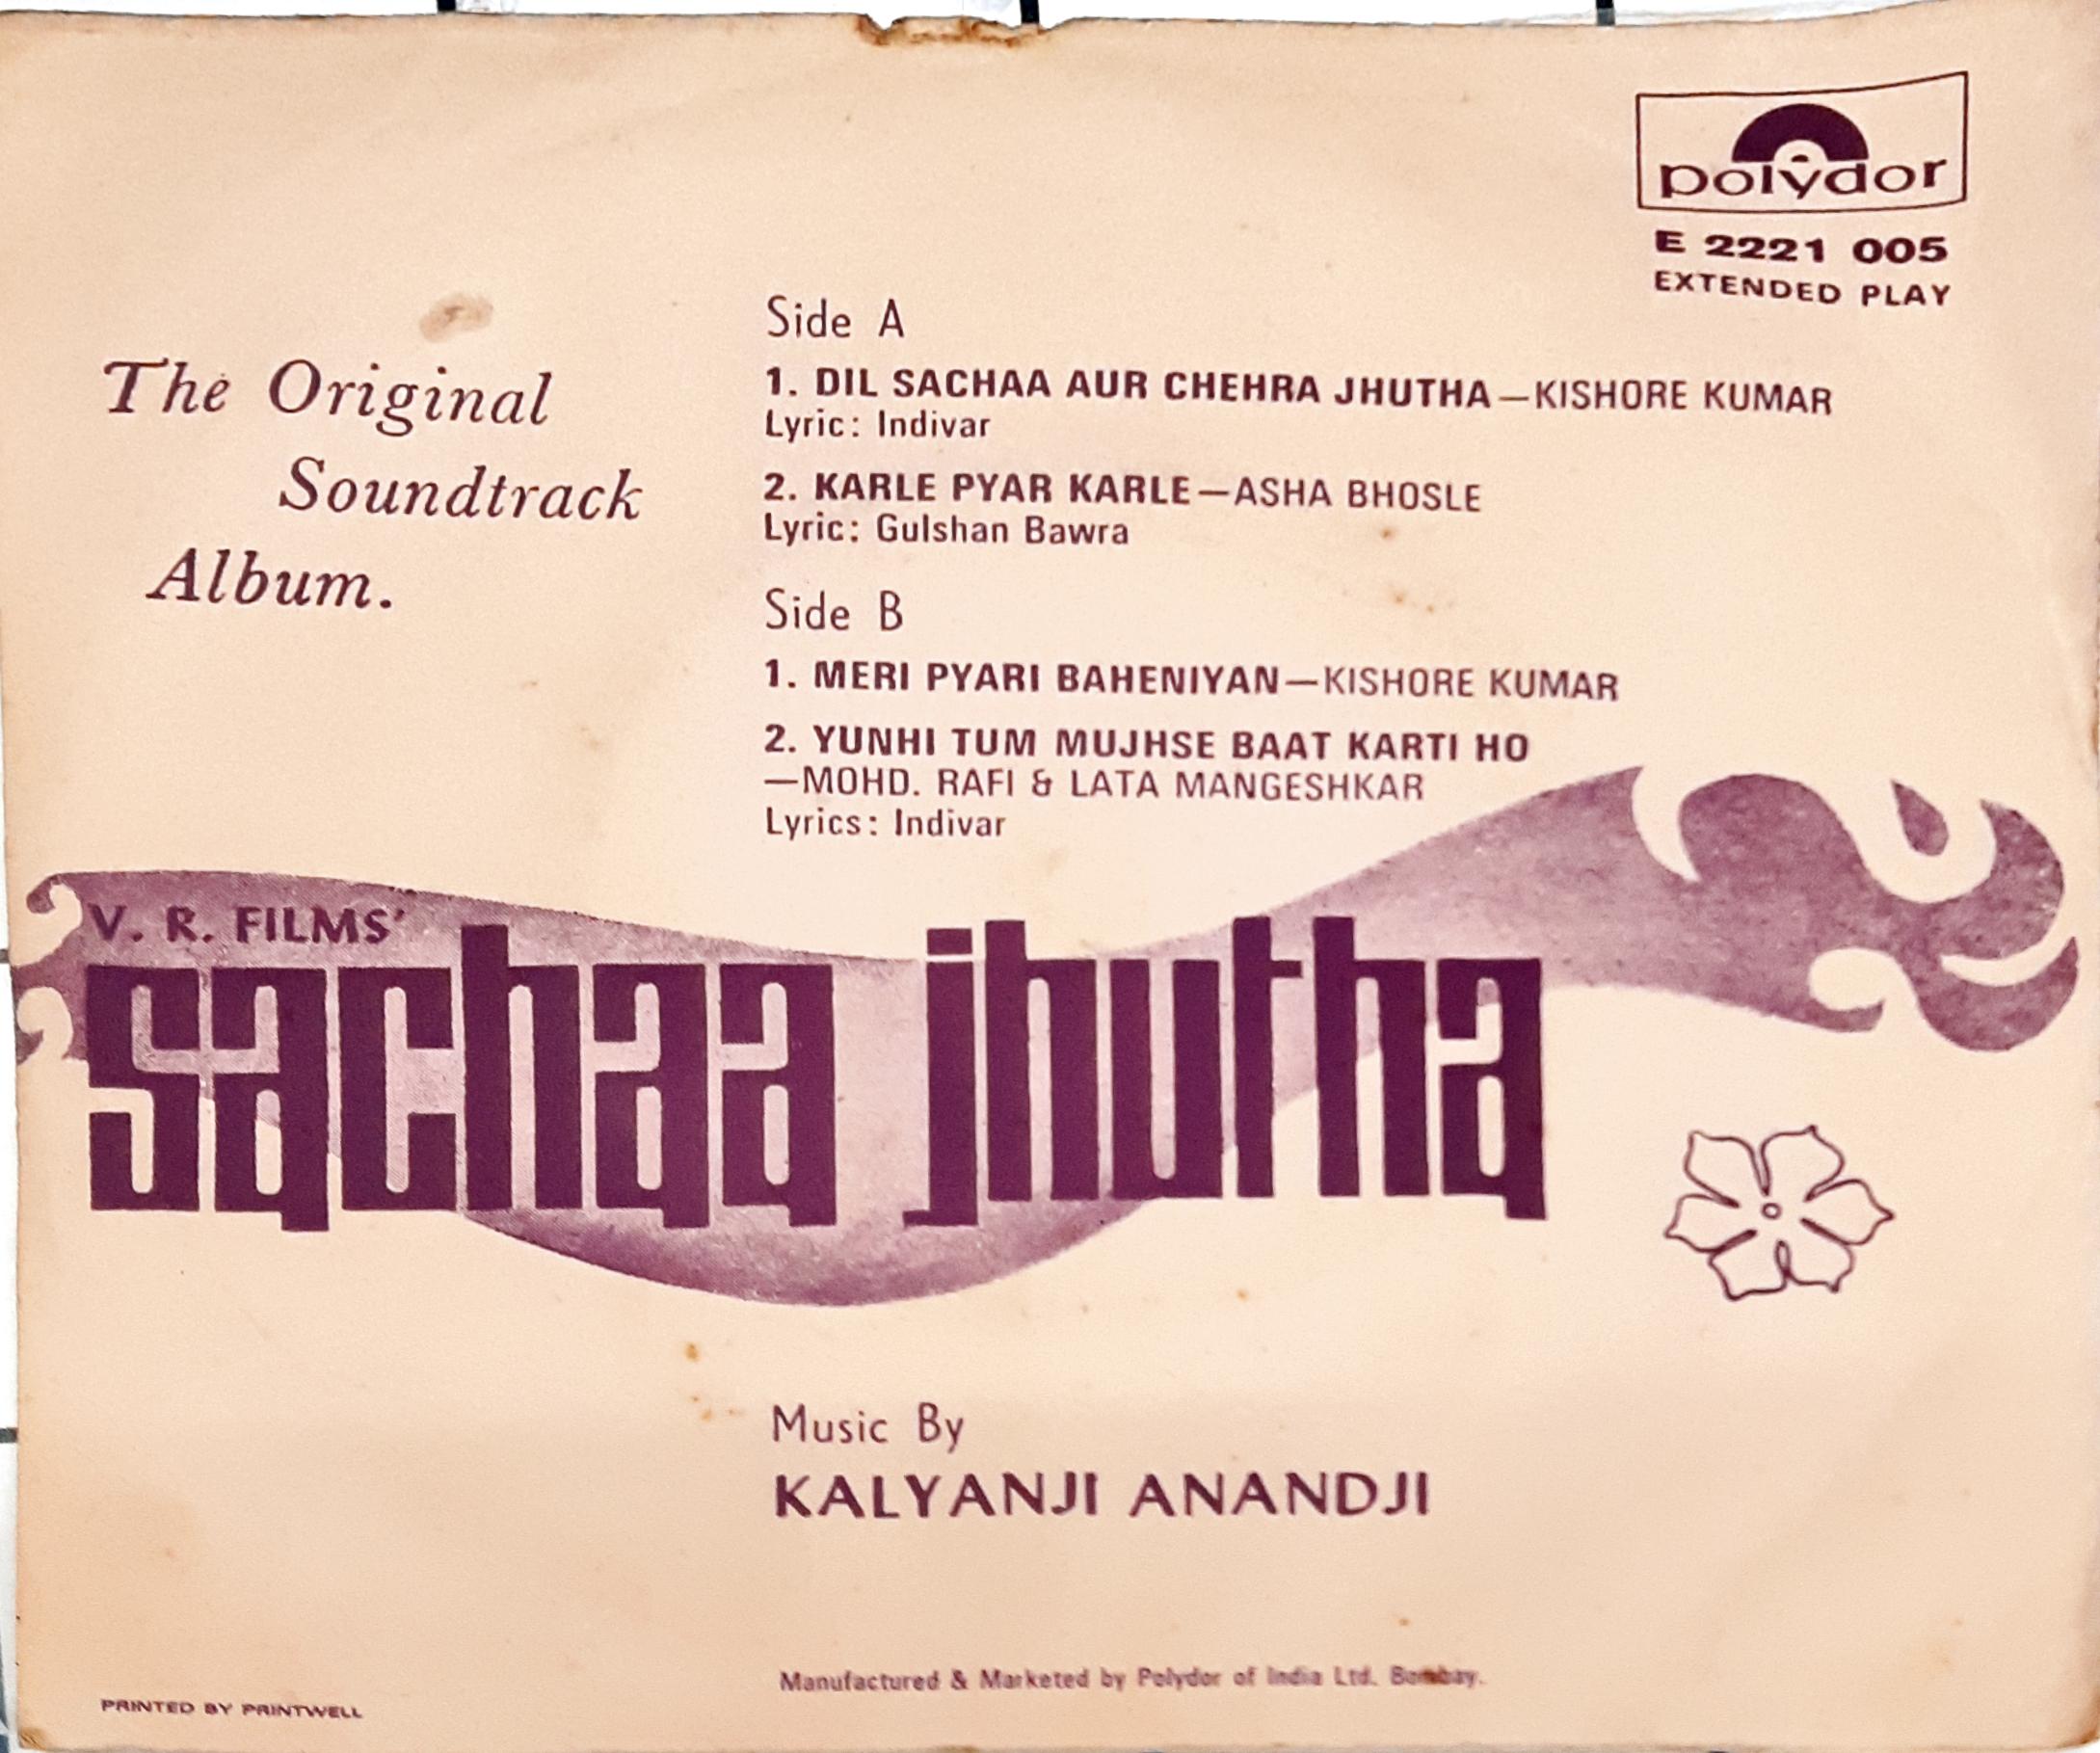 polydor
E 2221 005
EXTENDED PLAY
The Original
Soundtrack
Album.
Side A
1. DIL SACHAA AUR CHEHRA JHUTHA—KISHORE KUMAR
Lyric: Indivar
2. KARLE PYAR KARLE—ASHA BHOSLE
Lyric: Gulshan Bawra
Side B
1. MERI PYARI BAHENIYAN—KISHORE KUMAR
2. YUNHI TUM MUJHSE BAAT KARTI HO
—MOHD. RAFI & LATA MANGESHKAR
Lyrics: Indivar
V. R. FILMS'
sachaa jhutha
Music By
KALYANJI ANANDJI
Manufactured & Marketed by Polydor of India Ltd. Bombay.
PRINTED BY PRINTWELL